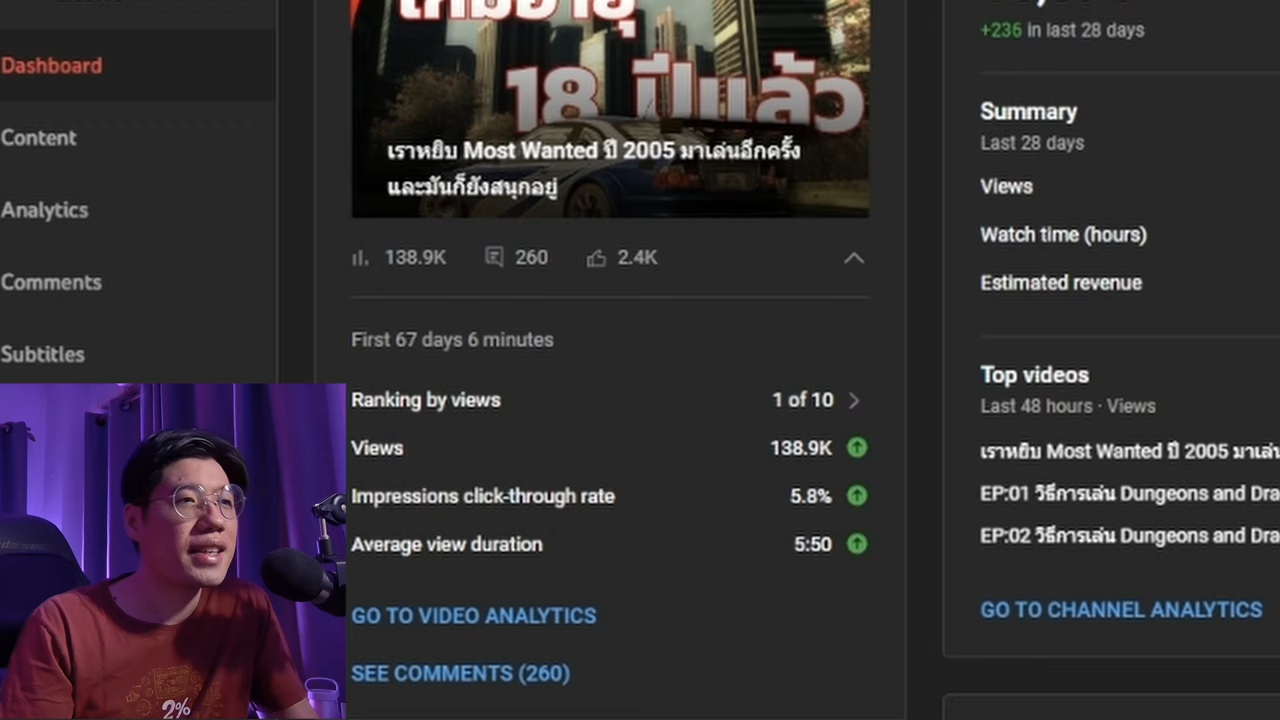 Dashboard
Content
Analytics
Comments
Subtitles
18 ปีแล้ว
เราหยิบ Most Wanted ปี 2005 มาเล่นอีกครั้ง
และมันก็ยังสนุกอยู่
138.9K 260 2.4K
First 67 days 6 minutes
Ranking by views 1 of 10
Views 138.9K
Impressions click-through rate 5.8%
Average view duration 5:50
GO TO VIDEO ANALYTICS
SEE COMMENTS (260)
+236 in last 28 days
Summary
Last 28 days
Views
Watch time (hours)
Estimated revenue
Top videos
Last 48 hours · Views
เราหยิบ Most Wanted ปี 2005 มาเล่น
EP:01 วิธีการเล่น Dungeons and Dra
EP:02 วิธีการเล่น Dungeons and Dra
GO TO CHANNEL ANALYTICS
2%